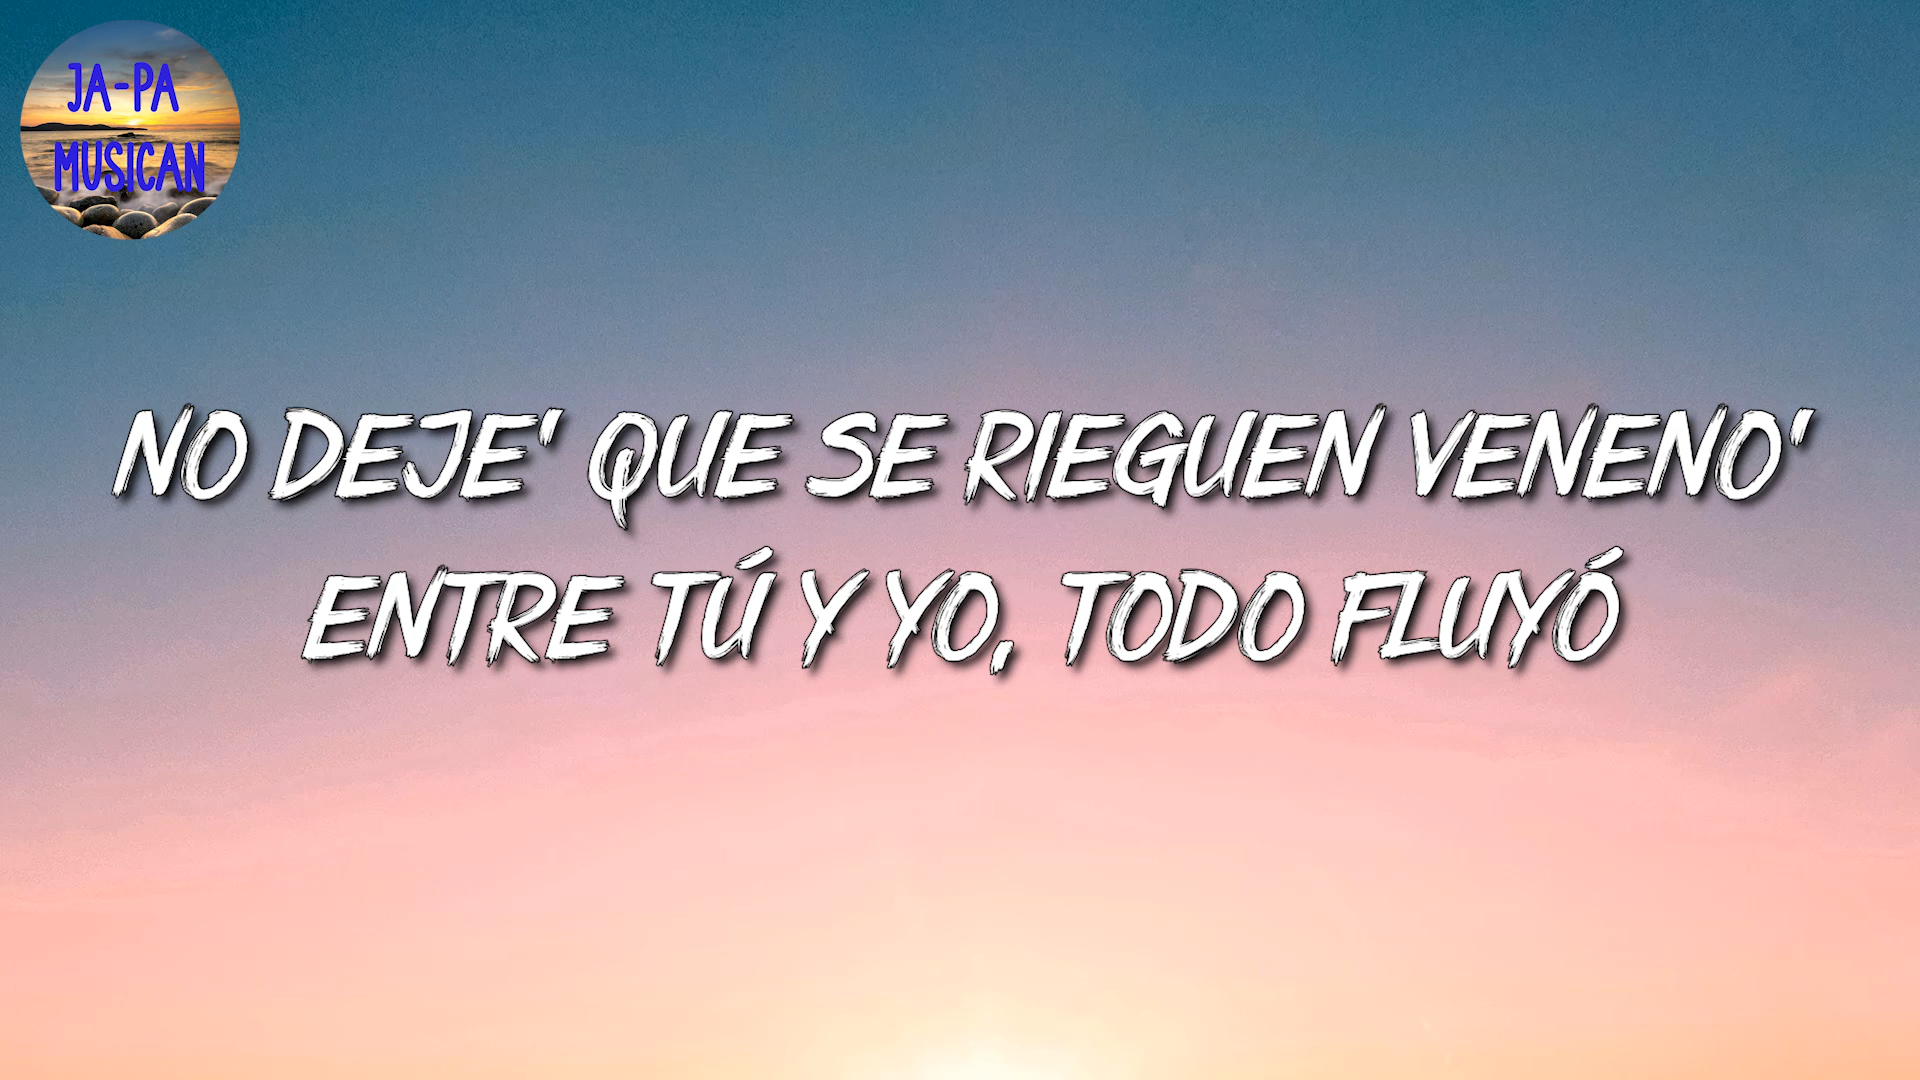 JA-PA
MUSICAN
NO DEJE' QUE SE RIEGUEN VENENO'
ENTRE TÚ Y YO, TODO FLUYÓ